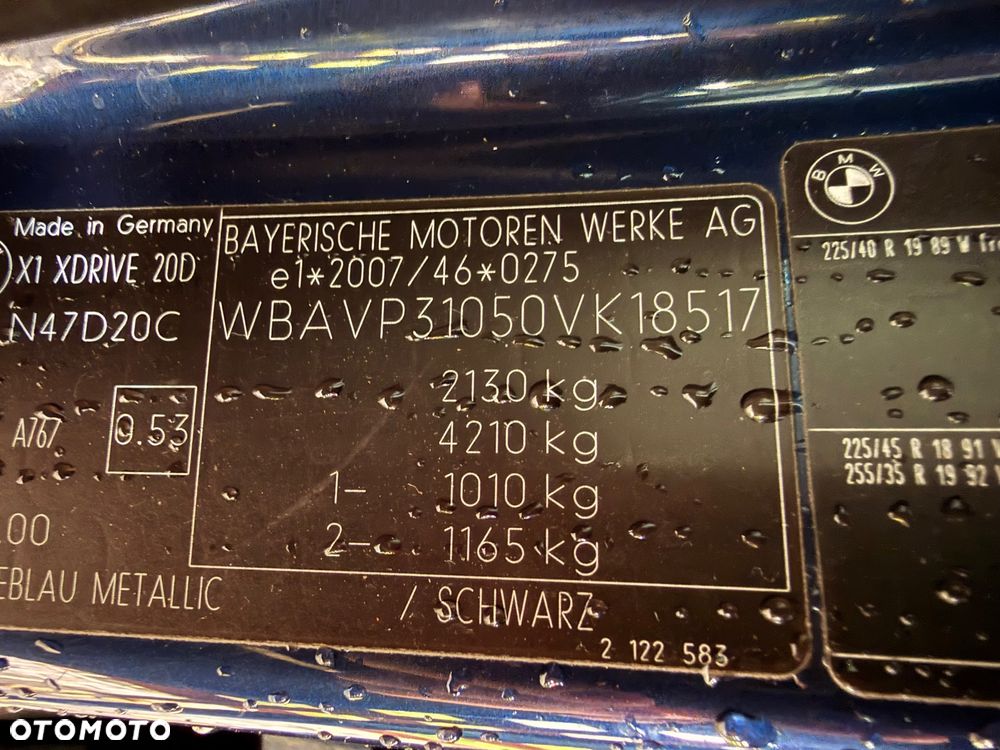 Made in Germany
X1 XDRIVE 20D
N47D20C
A767
0.53
.00
EBLAU METALLIC
BAYERISCHE MOTOREN WERKE AG
e1*2007/46*0275
WBAVP31050VK18517
2130 kg
4210 kg
1- 1010 kg
2- 1165 kg
/ SCHWARZ
2 122 583
BMW
225/40 R 19 89 W
225/45 R 18 91
255/35 R 19 92
OTOMOTO